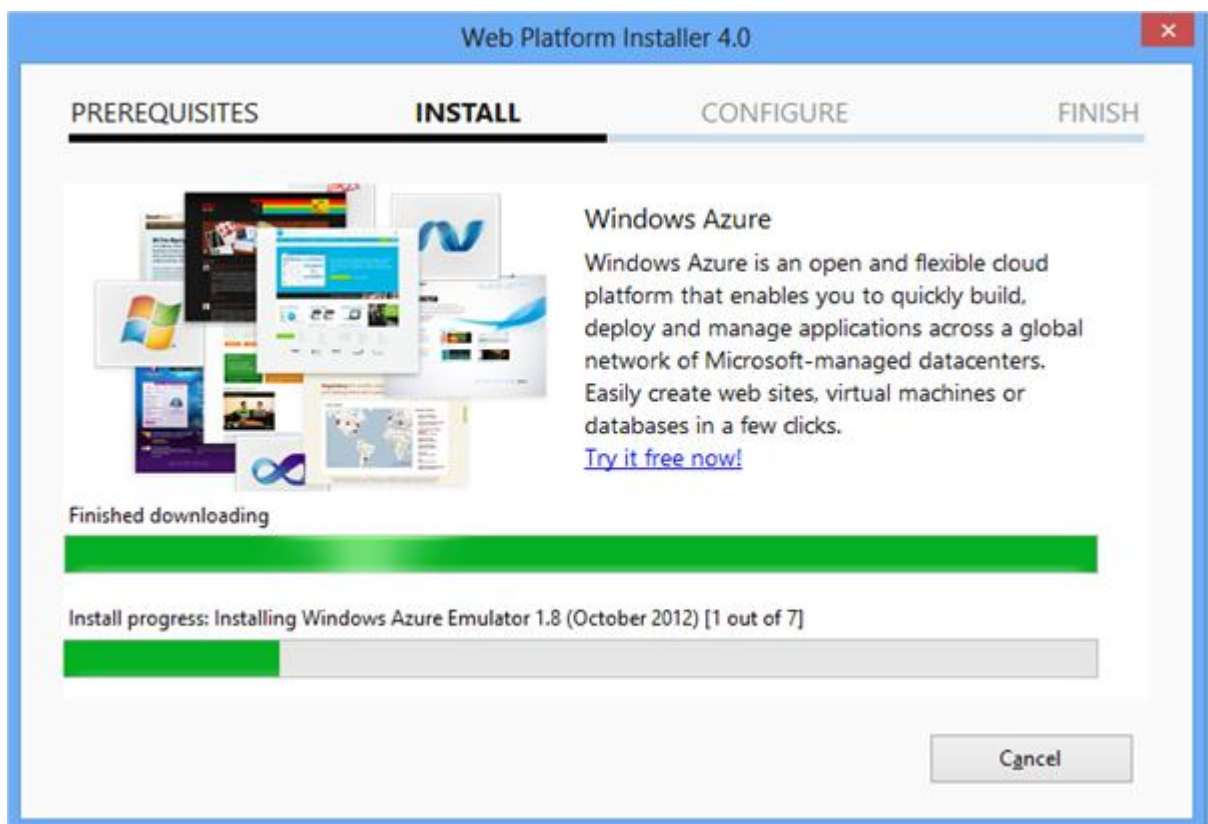 Web Platform Installer 4.0
PREREQUISITES INSTALL CONFIGURE FINISH
Windows Azure
Windows Azure is an open and flexible cloud
platform that enables you to quickly build,
deploy and manage applications across a global
network of Microsoft-managed datacenters.
Easily create web sites, virtual machines or
databases in a few clicks.
Try it free now!
Finished downloading
Install progress: Installing Windows Azure Emulator 1.8 (October 2012) [1 out of 7]
Cancel